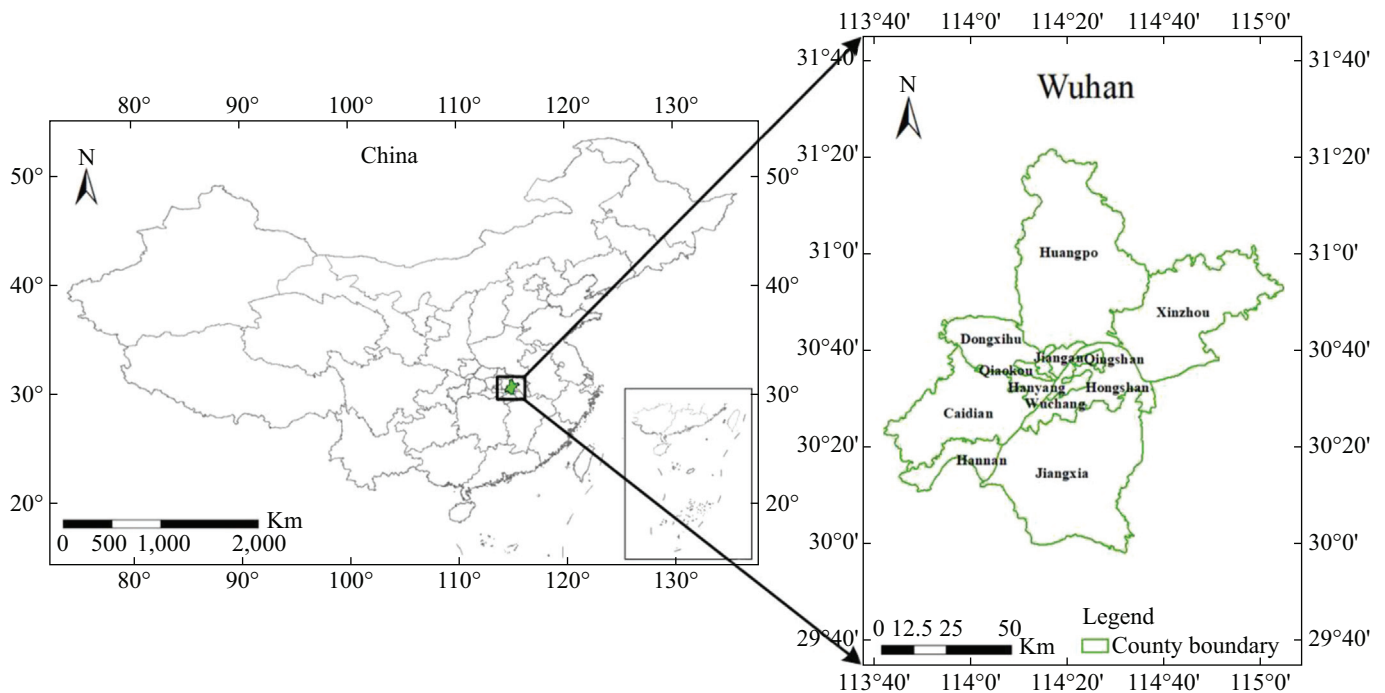 80° 90° 100° 110° 120° 130°
N
China
50° 50°
40° 40°
30° 30°
20° 20°
Km
0 500 1,000 2,000
80° 90° 100° 110° 120° 130°
113°40' 114°0' 114°20' 114°40' 115°0'
31°40' 31°40'
N
Wuhan
31°20' 31°20'
Huangpo
31°0' 31°0'
Xinzhou
Dongxihu
30°40' 30°40'
Jiangan Qingshan
Qiaokou
Hanyang Hongshan
Wuchang
Caidian
30°20' 30°20'
Hannan
Jiangxia
30°0' 30°0'
Legend
0 12.5 25 50
Km
County boundary
29°40' 29°40'
113°40' 114°0' 114°20' 114°40' 115°0'